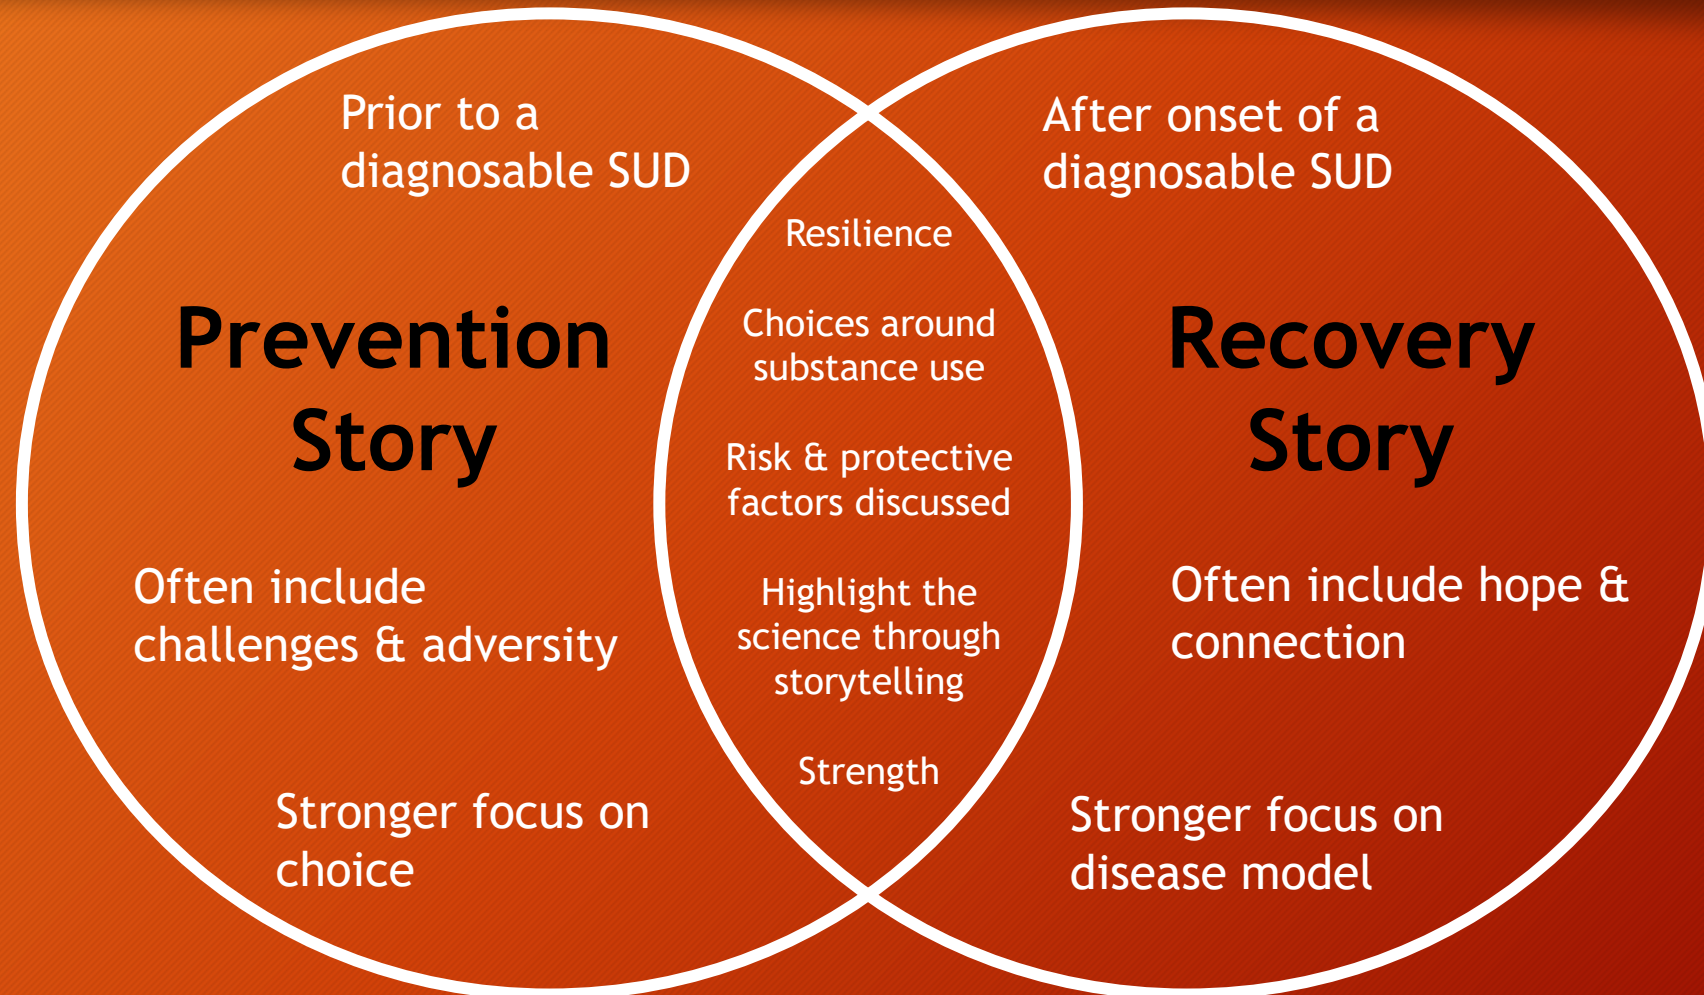 Prior to a
diagnosable SUD
Prevention
Story
Often include
challenges & adversity
Stronger focus on
choice
Resilience
Choices around
substance use
Risk & protective
factors discussed
Highlight the
science through
storytelling
Strength
After onset of a
diagnosable SUD
Recovery
Story
Often include hope &
connection
Stronger focus on
disease model